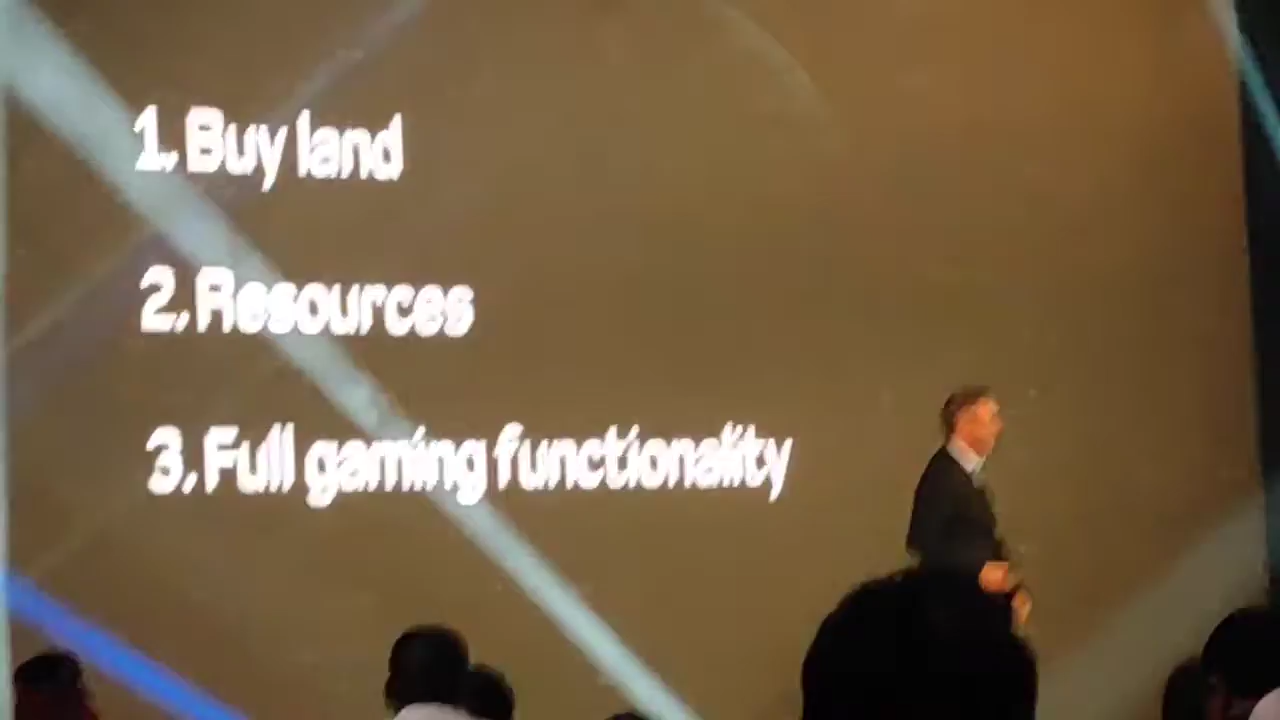 1. Buy land
2. Resources
3. Full gaming functionality